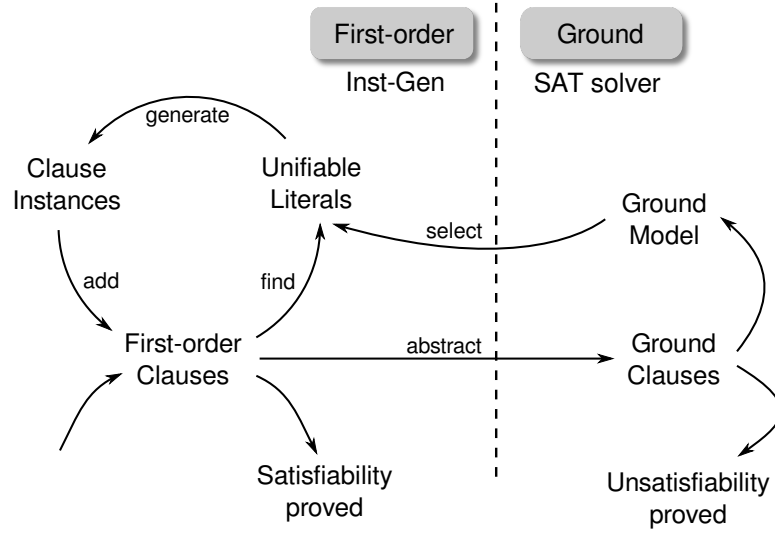 First-order
Ground
Inst-Gen
SAT solver
generate
Clause
Instances
Unifiable
Literals
Ground
Model
select
add
find
First-order
Clauses
abstract
Ground
Clauses
Satisfiability
proved
Unsatisfiability
proved